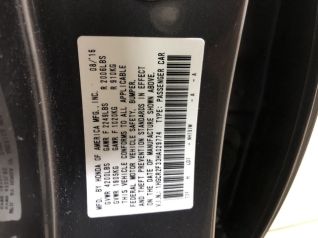 MFD. BY HONDA OF AMERICA MFG., INC. 08/16
GVWR 4200LBS GAWR F 2249LBS R 2006LBS
GVWR 1905KG GAWR F 1020KG R 910KG
THIS VEHICLE CONFORMS TO ALL APPLICABLE
FEDERAL MOTOR VEHICLE SAFETY, BUMPER,
AND THEFT PREVENTION STANDARDS IN EFFECT
ON THE DATE OF MANUFACTURE SHOWN ABOVE.
V.I.N.: TYPE: PASSENGER CAR